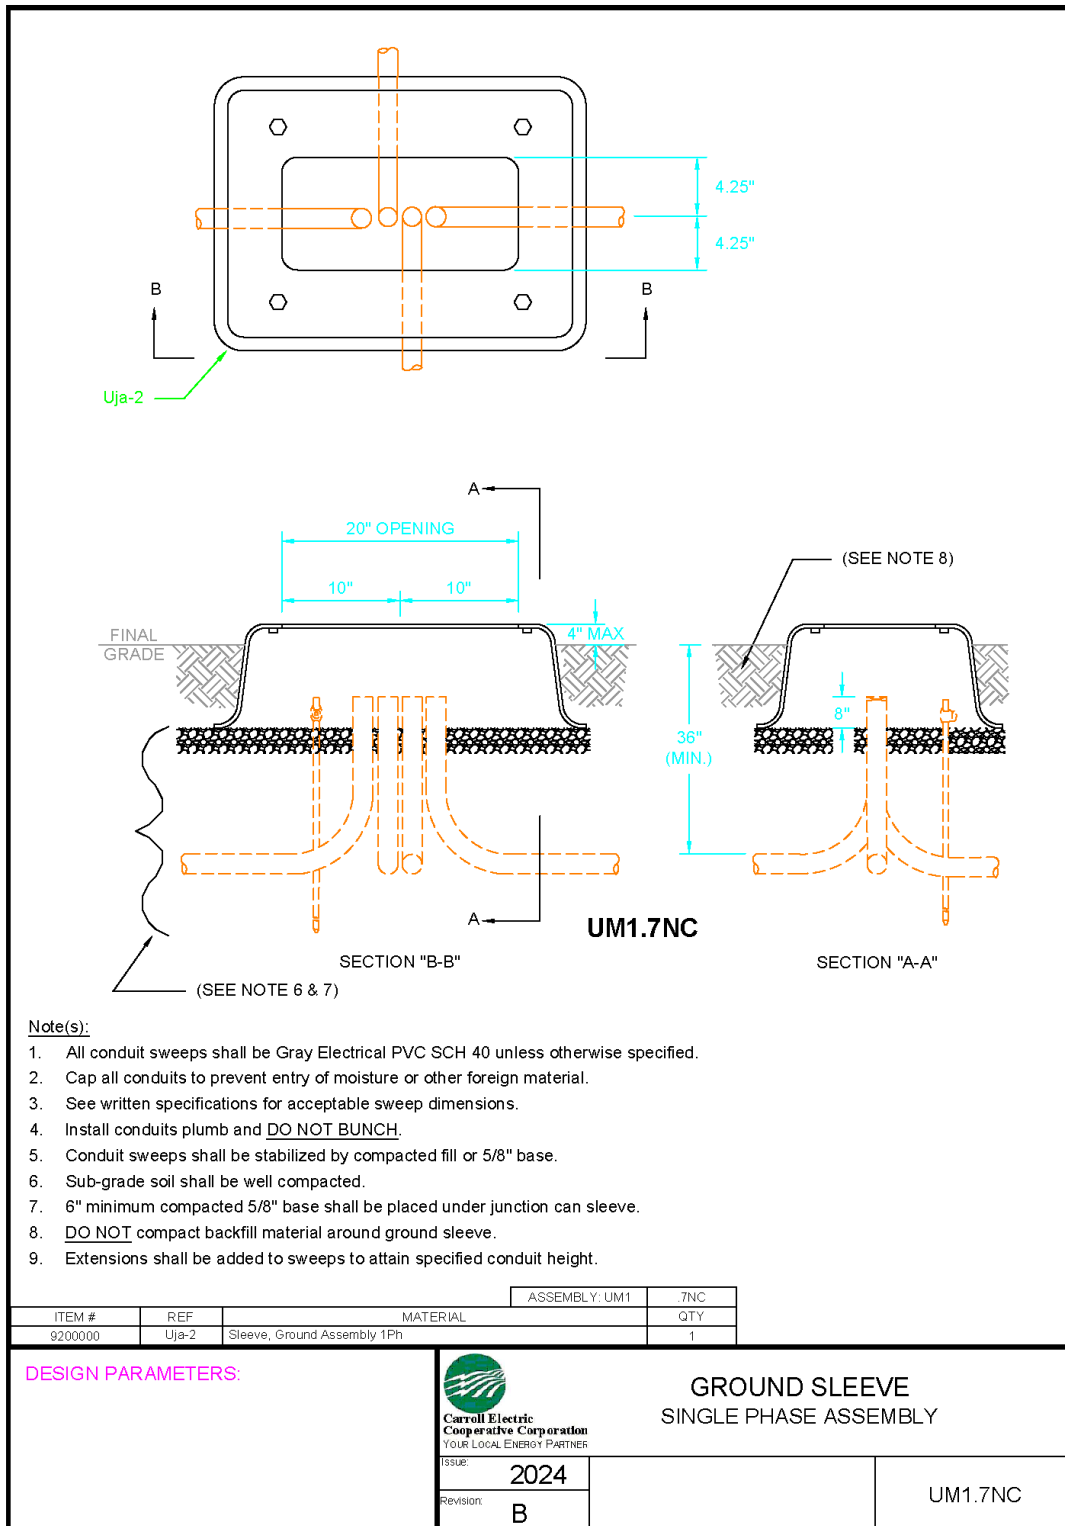 4.25"
4.25"
B
B
Uja-2
A
20" OPENING
(SEE NOTE 8)
10"
10"
FINAL
GRADE
4" MAX
8"
36"
(MIN.)
A
UM1.7NC
SECTION "B-B"
SECTION "A-A"
(SEE NOTE 6 & 7)
Note(s):
1. All conduit sweeps shall be Gray Electrical PVC SCH 40 unless otherwise specified.
2. Cap all conduits to prevent entry of moisture or other foreign material.
3. See written specifications for acceptable sweep dimensions.
4. Install conduits plumb and DO NOT BUNCH.
5. Conduit sweeps shall be stabilized by compacted fill or 5/8" base.
6. Sub-grade soil shall be well compacted.
7. 6" minimum compacted 5/8" base shall be placed under junction can sleeve.
8. DO NOT compact backfill material around ground sleeve.
9. Extensions shall be added to sweeps to attain specified conduit height.
ASSEMBLY: UM1 .7NC
ITEM # REF MATERIAL QTY
9200000 Uja-2 Sleeve, Ground Assembly 1Ph 1
DESIGN PARAMETERS:
Carroll Electric
Cooperative Corporation
YOUR LOCAL ENERGY PARTNER
GROUND SLEEVE
SINGLE PHASE ASSEMBLY
Issue:
2024
Revision:
B
UM1.7NC